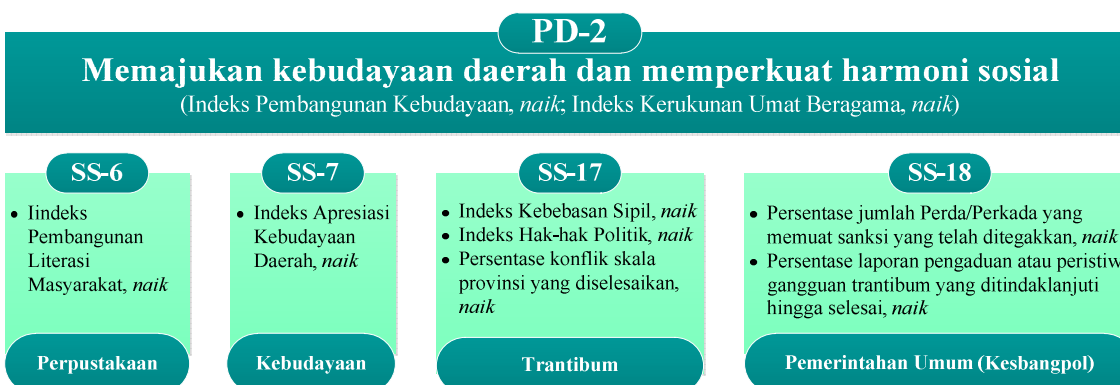 PD-2
Memajukan kebudayaan daerah dan memperkuat harmoni sosial
(Indeks Pembangunan Kebudayaan, naik; Indeks Kerukunan Umat Beragama, naik)
SS-6
• Iindeks
Pembangunan
Literasi
Masyarakat, naik
Perpustakaan
SS-7
• Indeks Apresiasi
Kebudayaan
Daerah, naik
Kebudayaan
SS-17
• Indeks Kebebasan Sipil, naik
• Indeks Hak-hak Politik, naik
• Persentase konflik skala
provinsi yang diselesaikan,
naik
Trantibum
SS-18
• Persentase jumlah Perda/Perkada yang
memuat sanksi yang telah ditegakkan, naik
• Persentase laporan pengaduan atau peristiw
gangguan trantibum yang ditindaklanjuti
hingga selesai, naik
Pemerintahan Umum (Kesbangpol)